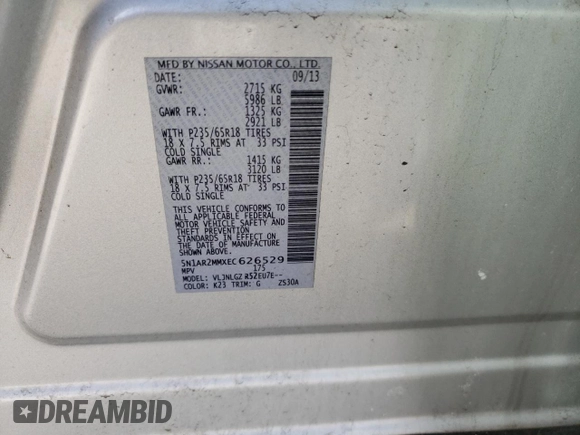 MFD BY NISSAN MOTOR CO., LTD.
DATE: 09/13
GVWR: 2715 KG
5986 LB
GAWR FR.: 1325 KG
2921 LB
WITH P235/65R18 TIRES
18 X 7.5 RIMS AT 33 PSI
COLD SINGLE
GAWR RR.: 1415 KG
3120 LB
WITH P235/65R18 TIRES
18 X 7.5 RIMS AT 33 PSI
COLD SINGLE
THIS VEHICLE CONFORMS TO
ALL APPLICABLE FEDERAL
MOTOR VEHICLE SAFETY AND
THEFT PREVENTION
STANDARDS IN EFFECT ON
THE DATE OF MANUFACTURE
SHOWN ABOVE.
5N1AR2MMXEC626529
MPV 175
MODEL: VLJNLGZ R52EU7E--
COLOR: K23 TRIM: G 2S30A
DREAMBID